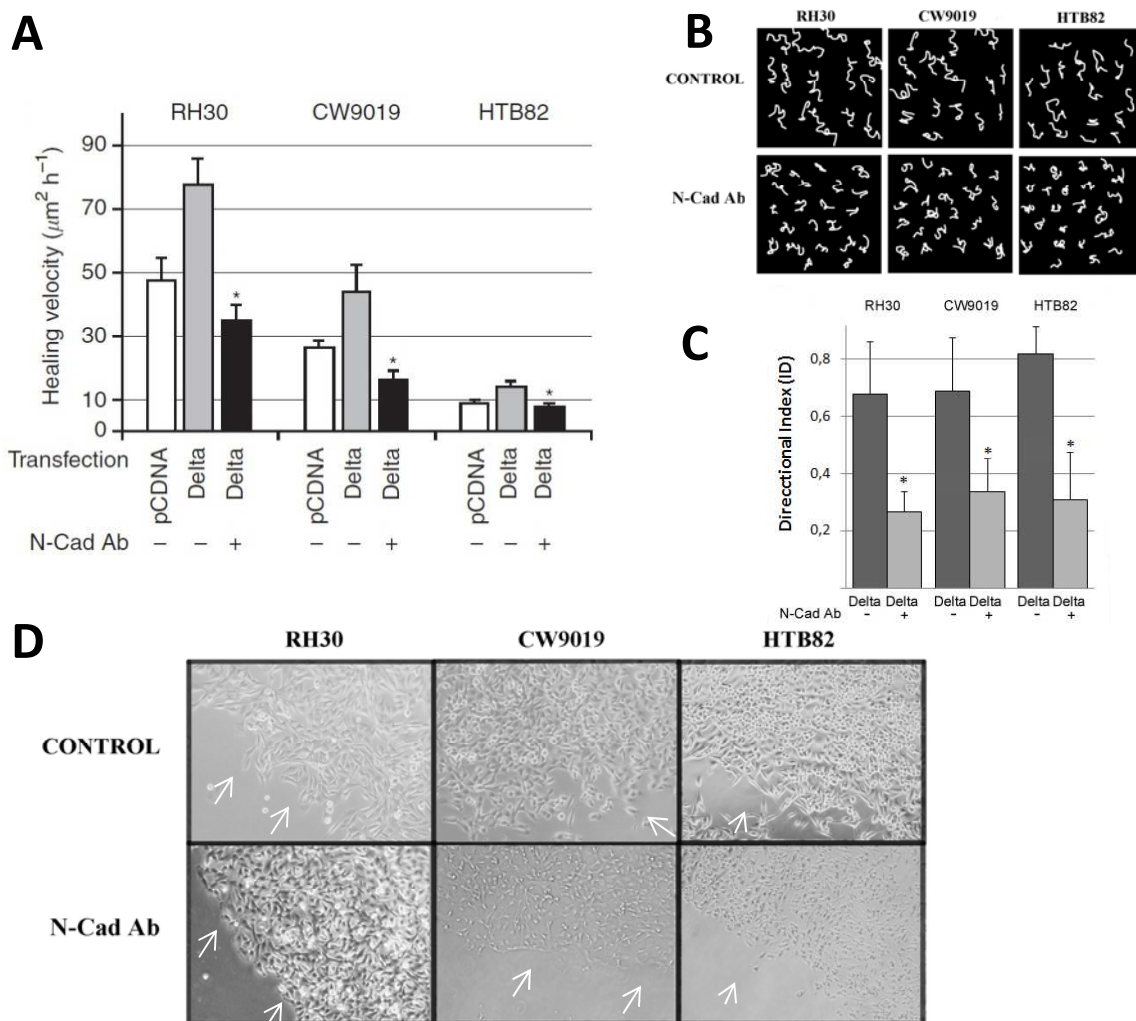 A
RH30 CW9019 HTB82
Healing velocity (μm² h⁻¹)
90
70
50
30
10
0
* * *
Transfection pCDNA Delta Delta pCDNA Delta Delta pCDNA Delta Delta
N-Cad Ab – – + – – + – – +
B
RH30 CW9019 HTB82
CONTROL
N-Cad Ab
C
RH30 CW9019 HTB82
Direcctional Index (ID)
0,8
0,6
0,4
0,2
* * *
Delta Delta Delta Delta Delta Delta
N-Cad Ab - + - + - +
D
RH30 CW9019 HTB82
CONTROL
N-Cad Ab